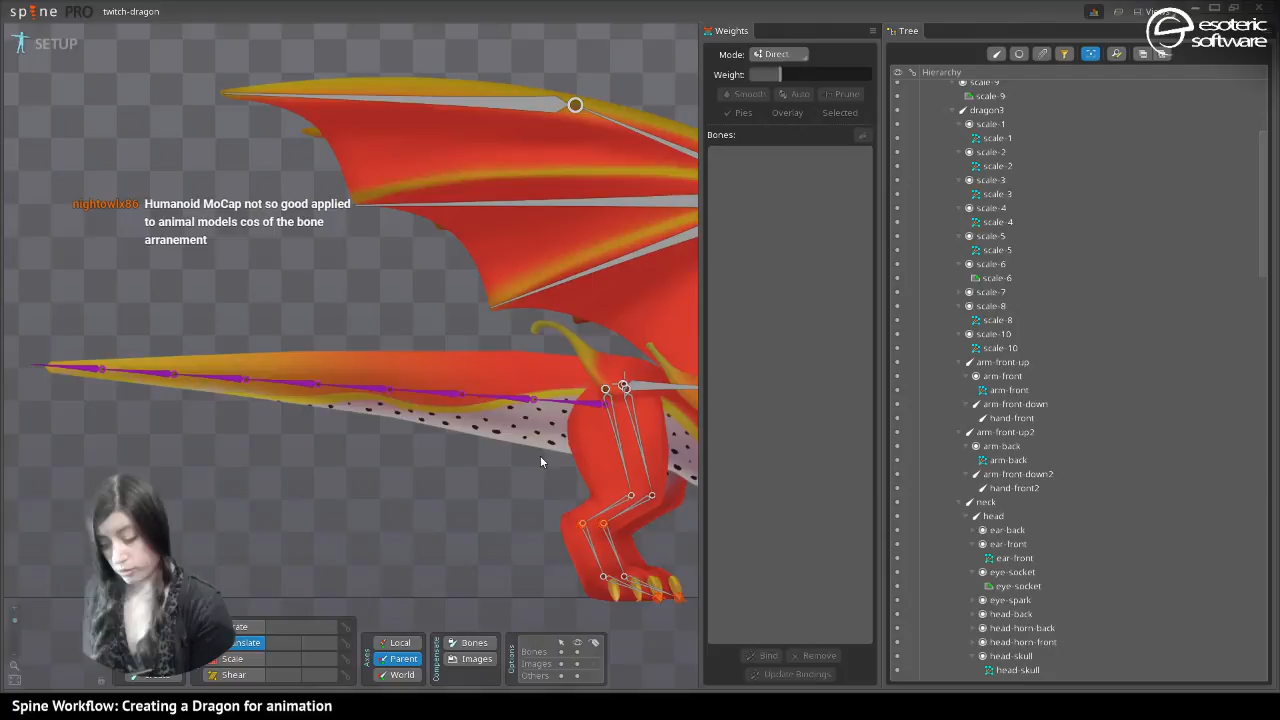 spine PRO
twitch-dragon
Views
SETUP
esoteric
software
nightowlx86 Humanoid MoCap not so good applied
to animal models cos of the bone
arranement
Weights
Mode: Direct
Weight:
Smooth Auto Prune
Pies Overlay Selected
Bones:
Bind Remove
Update Bindings
Tree
Hierarchy
scale-9
scale-9
dragon3
scale-1
scale-1
scale-2
scale-2
scale-3
scale-3
scale-4
scale-4
scale-5
scale-5
scale-6
scale-6
scale-7
scale-8
scale-8
scale-10
scale-10
arm-front-up
arm-front
arm-front
arm-front-down
hand-front
arm-front-up2
arm-back
arm-back
arm-front-down2
hand-front2
neck
head
ear-back
ear-front
ear-front
eye-socket
eye-socket
eye-spark
head-back
head-horn-back
head-horn-front
head-skull
head-skull
Scale
Shear
Axes
Local
Parent
World
Compensate
Bones
Images
Options
Bones
Images
Others
Spine Workflow: Creating a Dragon for animation